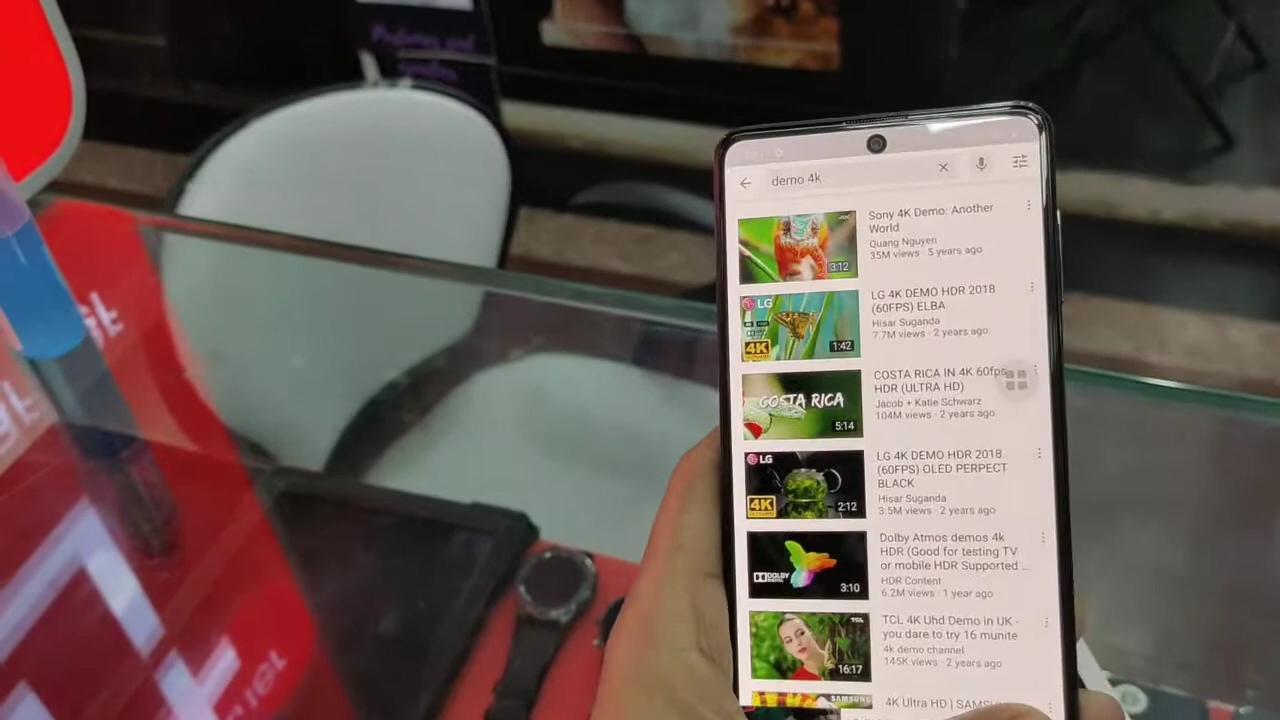 demo 4k
3:12
Sony 4K Demo: Another
World
Quang Nguyen
35M views · 5 years ago
LG
4K
1:42
LG 4K DEMO HDR 2018
(60FPS) ELBA
Hisar Suganda
7.7M views · 2 years ago
COSTA RICA
5:14
COSTA RICA IN 4K 60fps
HDR (ULTRA HD)
Jacob + Katie Schwarz
104M views · 2 years ago
LG
4K
2:12
LG 4K DEMO HDR 2018
(60FPS) OLED PERPECT
BLACK
Hisar Suganda
3.5M views · 2 years ago
DOLBY
DIGITAL
3:10
Dolby Atmos demos 4k
HDR (Good for testing TV
or mobile HDR Supported ...
HDR Content
6.2M views · 1 year ago
TCL
16:17
TCL 4K Uhd Demo in UK -
you dare to try 16 munite
4k demo channel
145K views · 2 years ago
SAMSUNG
4K Ultra HD | SAMSU